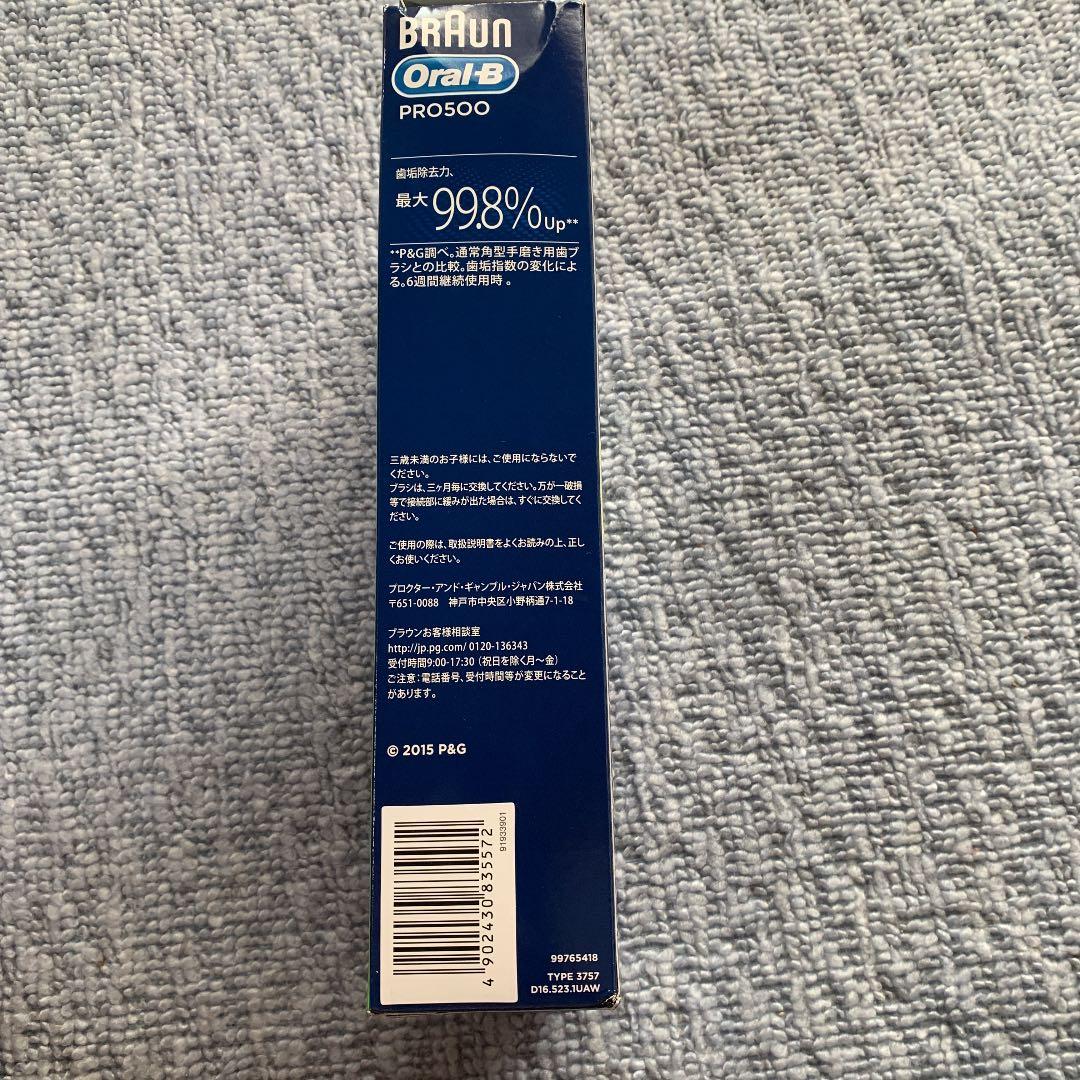 BRAUN
Oral-B
PRO500
歯垢除去力、
最大99.8%Up**
**P&G調べ。通常角型手磨き用歯ブ
ラシとの比較。歯垢指数の変化によ
る。6週間継続使用時 。
三歳未満のお子様には、ご使用にならないで
ください。
ブラシは、三ヶ月毎に交換してください。万が一破損
等で接続部に緩みが出た場合は、すぐに交換してく
ださい。
ご使用の際は、取扱説明書をよくお読みの上、正し
くお使いください。
プロクター・アンド・ギャンブル・ジャパン株式会社
〒651-0088 神戸市中央区小野柄通7-1-18
ブラウンお客様相談室
http://jp.pg.com/ 0120-136343
受付時間9:00-17:30 (祝日を除く月～金)
ご注意:電話番号、受付時間等が変更になること
があります。
© 2015 P&G
4 902430 835572
91933901
99765418
TYPE 3757
D16.523.1UAW